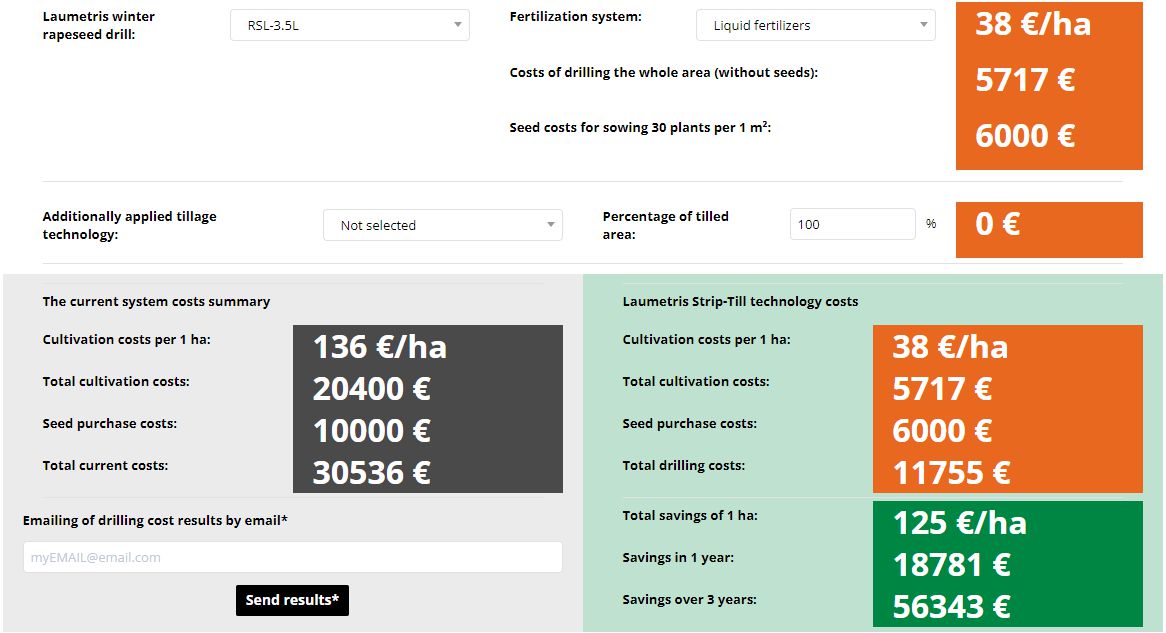 Laumetris winter
rapeseed drill:
RSL-3.5L
Fertilization system:
Liquid fertilizers
38 €/ha
Costs of drilling the whole area (without seeds):
5717 €
Seed costs for sowing 30 plants per 1 m²:
6000 €
Additionally applied tillage
technology:
Not selected
Percentage of tilled
area:
100
%
0 €
The current system costs summary
Cultivation costs per 1 ha:
136 €/ha
Total cultivation costs:
20400 €
Seed purchase costs:
10000 €
Total current costs:
30536 €
Emailing of drilling cost results by email*
myEMAIL@email.com
Send results*
Laumetris Strip-Till technology costs
Cultivation costs per 1 ha:
38 €/ha
Total cultivation costs:
5717 €
Seed purchase costs:
6000 €
Total drilling costs:
11755 €
Total savings of 1 ha:
125 €/ha
Savings in 1 year:
18781 €
Savings over 3 years:
56343 €